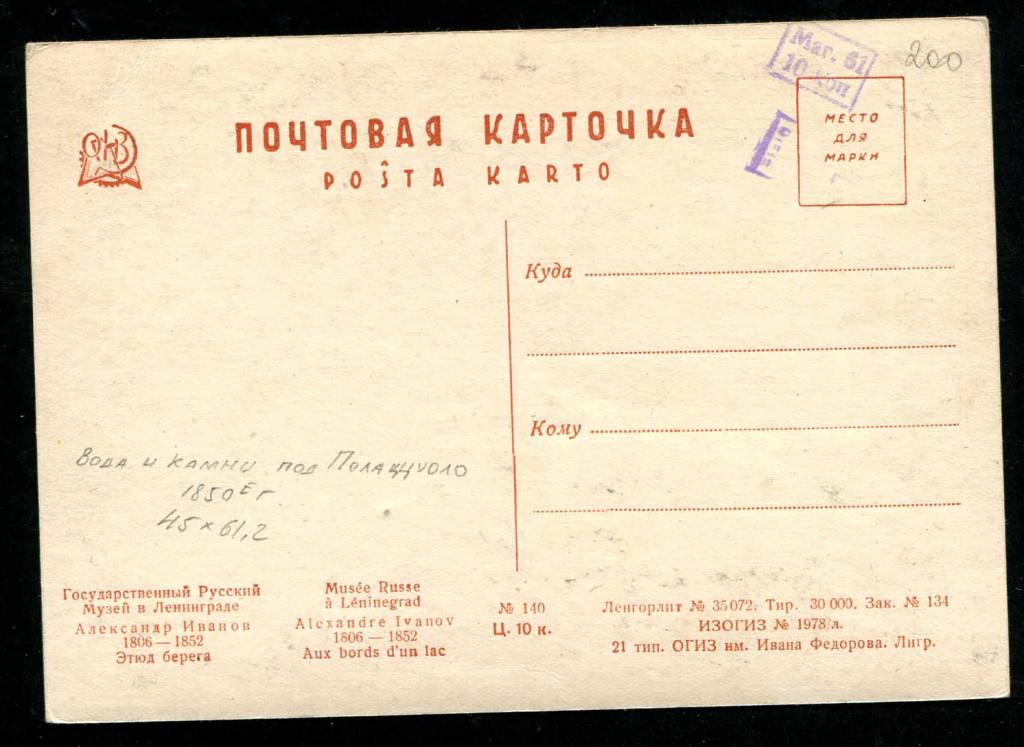 Маг. 61
10 коп
200
МЕСТО
ДЛЯ
МАРКИ
ПОЧТОВАЯ КАРТОЧКА
POŜTA KARTO
Куда
Кому
Вода и камни под Палаццуоло
1850Е г
45×61,2
Государственный Русский
Музей в Ленинграде
Александр Иванов
1806 — 1852
Этюд берега
Musée Russe
à Léninegrad
Alexandre Ivanov
1806 — 1852
Aux bords d'un lac
№ 140
Ц. 10 к.
Ленгорлит № 35072. Тир. 30 000. Зак. № 134
ИЗОГИЗ № 1978/л.
21 тип. ОГИЗ им. Ивана Федорова. Лнгр.